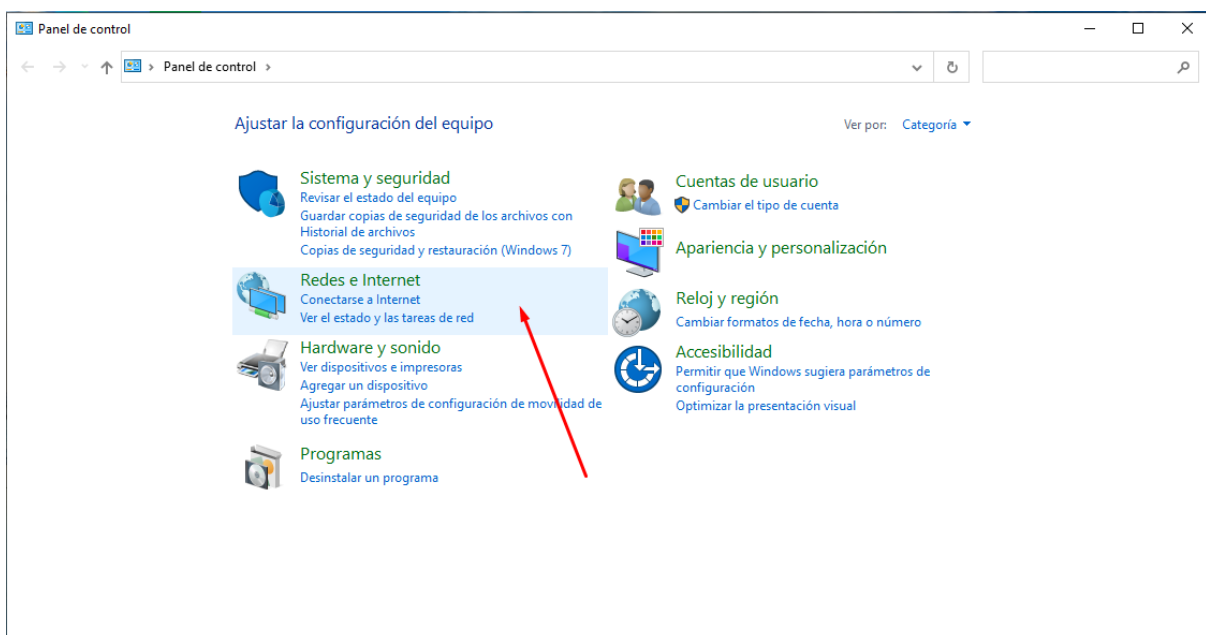 Panel de control
Panel de control
Ajustar la configuración del equipo
Ver por: Categoría
Sistema y seguridad
Revisar el estado del equipo
Guardar copias de seguridad de los archivos con
Historial de archivos
Copias de seguridad y restauración (Windows 7)
Redes e Internet
Conectarse a Internet
Ver el estado y las tareas de red
Hardware y sonido
Ver dispositivos e impresoras
Agregar un dispositivo
Ajustar parámetros de configuración de movilidad de
uso frecuente
Programas
Desinstalar un programa
Cuentas de usuario
Cambiar el tipo de cuenta
Apariencia y personalización
Reloj y región
Cambiar formatos de fecha, hora o número
Accesibilidad
Permitir que Windows sugiera parámetros de
configuración
Optimizar la presentación visual